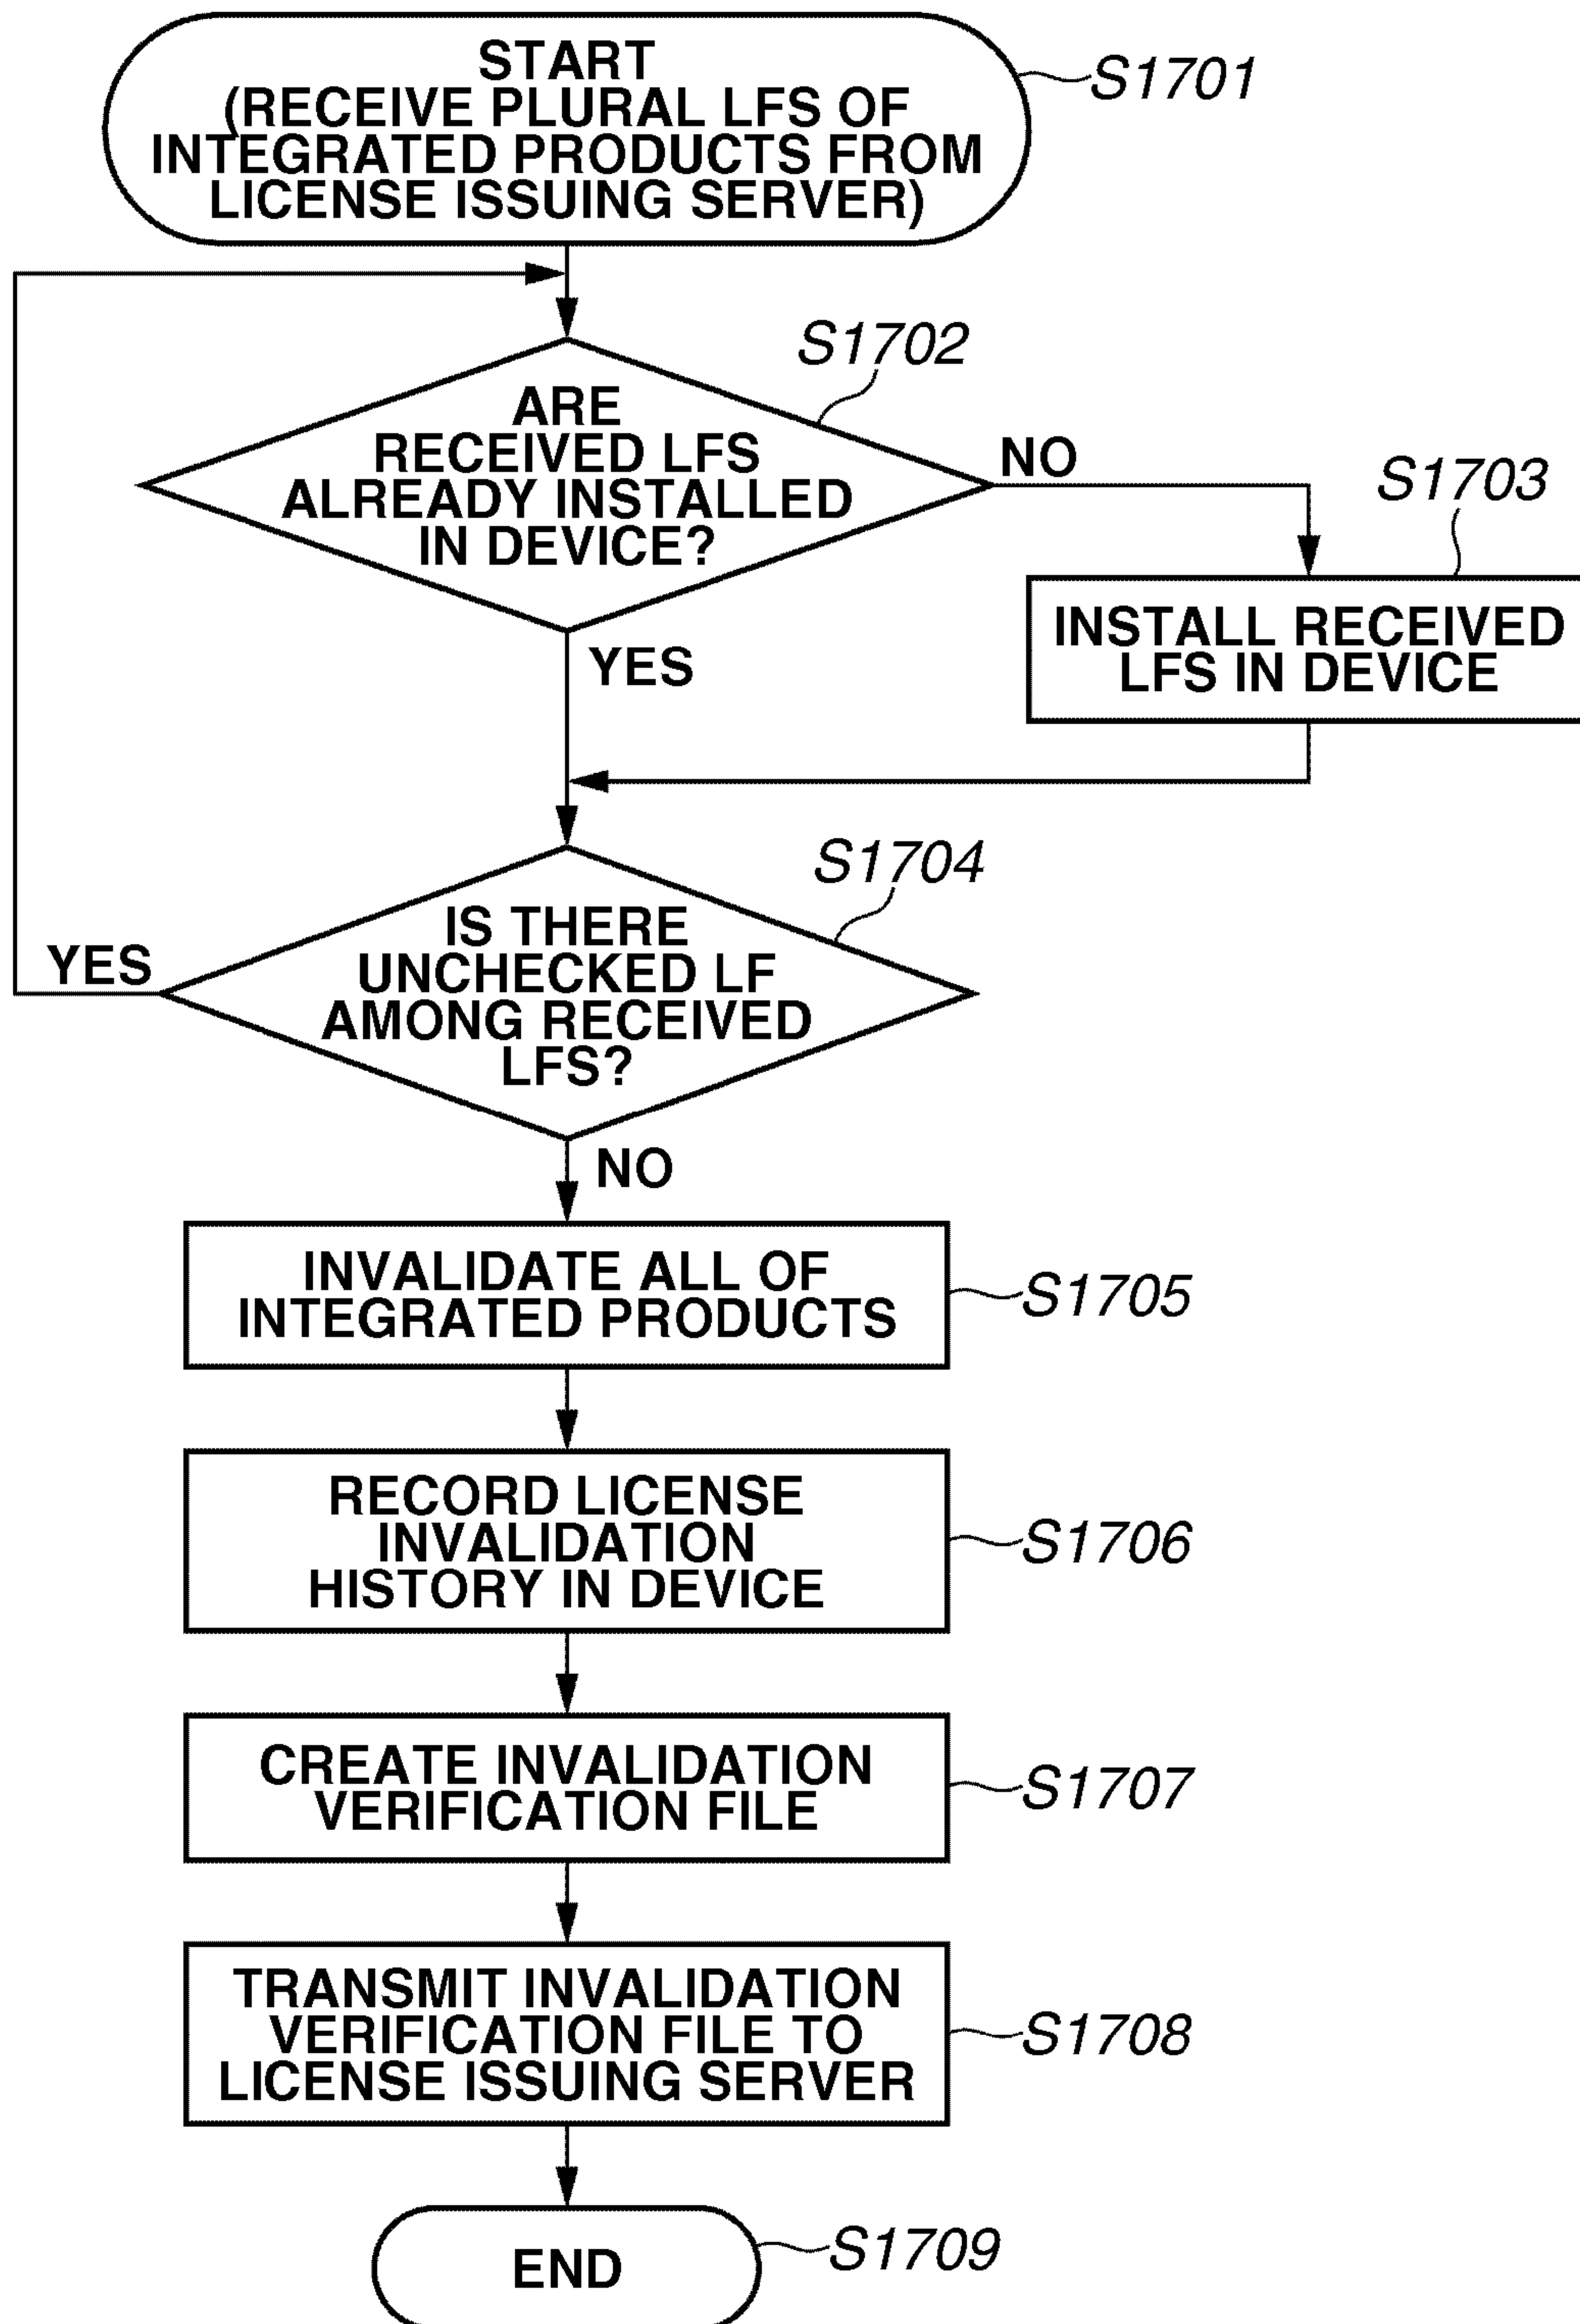 START
(RECEIVE PLURAL LFS OF
INTEGRATED PRODUCTS FROM
LICENSE ISSUING SERVER)
S1701
S1702
ARE
RECEIVED LFS
ALREADY INSTALLED
IN DEVICE?
NO
YES
S1703
INSTALL RECEIVED
LFS IN DEVICE
S1704
IS THERE
UNCHECKED LF
AMONG RECEIVED
LFS?
YES
NO
INVALIDATE ALL OF
INTEGRATED PRODUCTS
S1705
RECORD LICENSE
INVALIDATION
HISTORY IN DEVICE
S1706
CREATE INVALIDATION
VERIFICATION FILE
S1707
TRANSMIT INVALIDATION
VERIFICATION FILE TO
LICENSE ISSUING SERVER
S1708
END
S1709